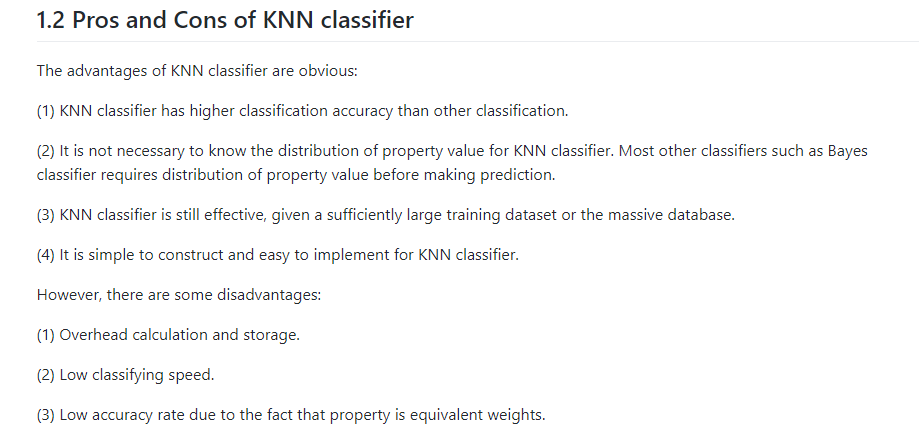 1.2 Pros and Cons of KNN classifier
The advantages of KNN classifier are obvious:
(1) KNN classifier has higher classification accuracy than other classification.
(2) It is not necessary to know the distribution of property value for KNN classifier. Most other classifiers such as Bayes
classifier requires distribution of property value before making prediction.
(3) KNN classifier is still effective, given a sufficiently large training dataset or the massive database.
(4) It is simple to construct and easy to implement for KNN classifier.
However, there are some disadvantages:
(1) Overhead calculation and storage.
(2) Low classifying speed.
(3) Low accuracy rate due to the fact that property is equivalent weights.